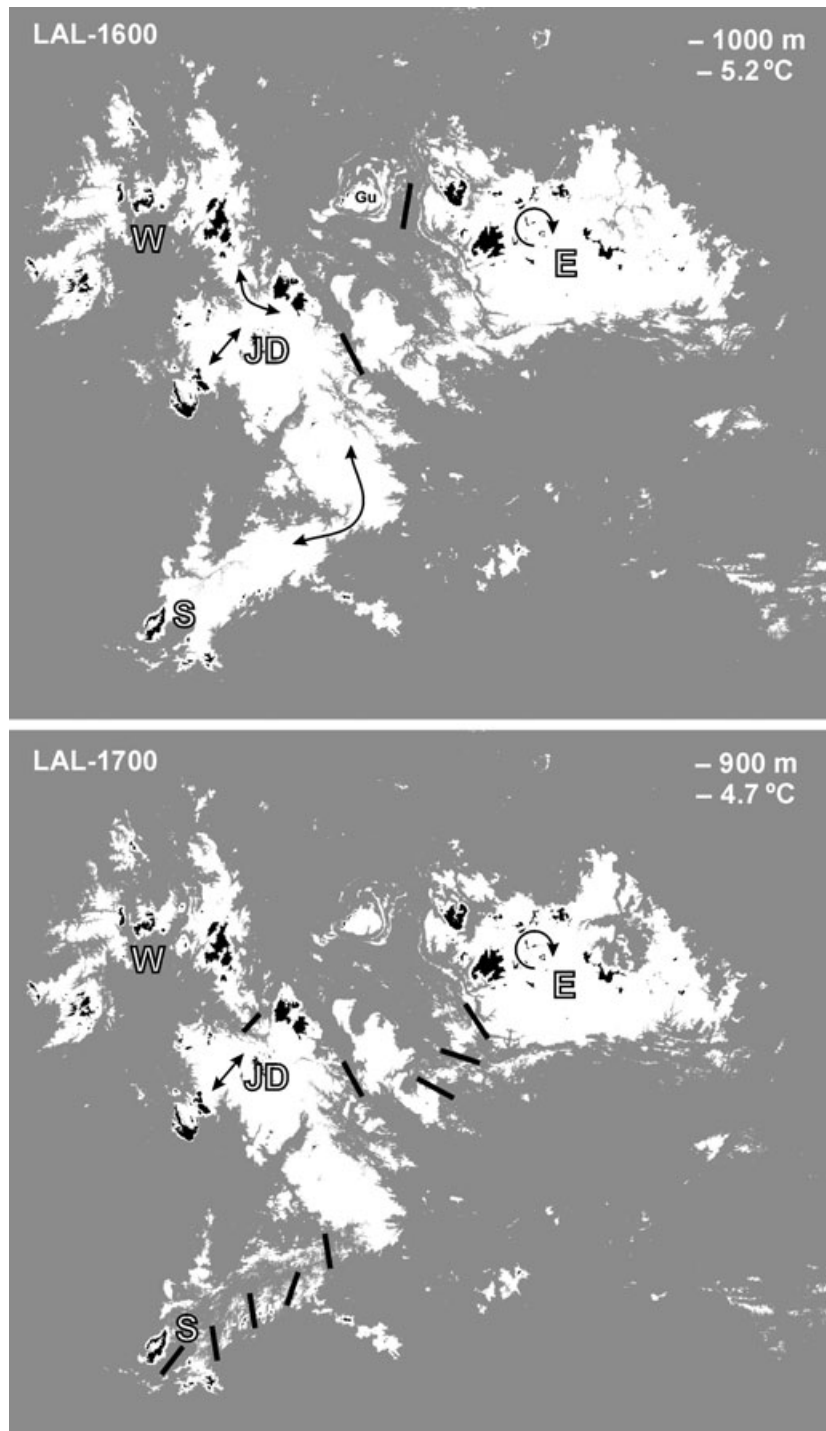 LAL-1600
– 1000 m
– 5.2 ºC
Gu
W
E
JD
S
LAL-1700
– 900 m
– 4.7 ºC
W
E
JD
S